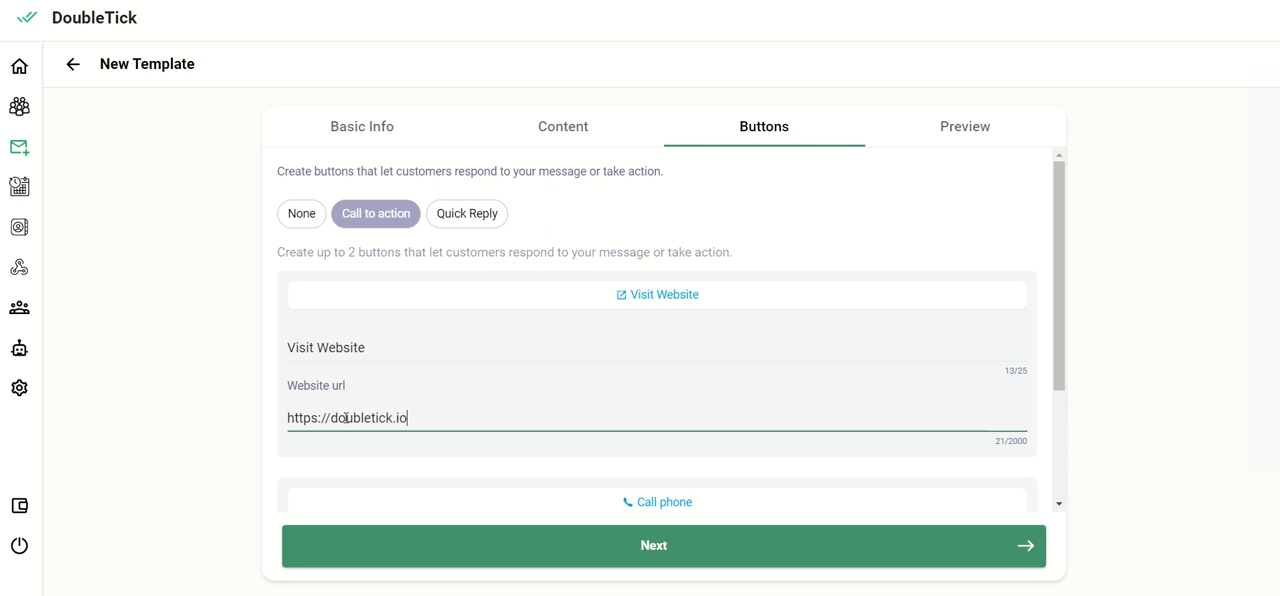 DoubleTick
New Template
Basic Info Content Buttons Preview
Create buttons that let customers respond to your message or take action.
None Call to action Quick Reply
Create up to 2 buttons that let customers respond to your message or take action.
Visit Website
Visit Website
13/25
Website url
https://doubletick.io
21/2000
Call phone
Next